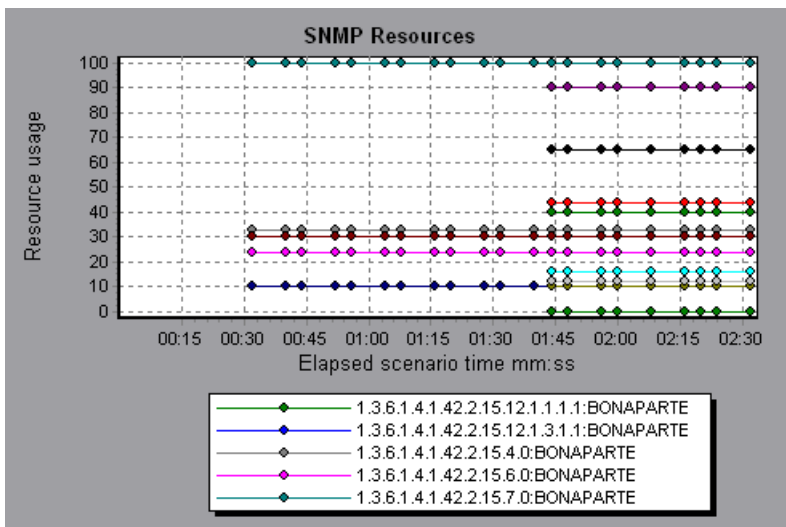 SNMP Resources
100
90
80
70
60
50
40
30
20
10
0
Resource usage
00:15 00:30 00:45 01:00 01:15 01:30 01:45 02:00 02:15 02:30
Elapsed scenario time mm:ss
1.3.6.1.4.1.42.2.15.12.1.1.1.1:BONAPARTE
1.3.6.1.4.1.42.2.15.12.1.3.1.1:BONAPARTE
1.3.6.1.4.1.42.2.15.4.0:BONAPARTE
1.3.6.1.4.1.42.2.15.6.0:BONAPARTE
1.3.6.1.4.1.42.2.15.7.0:BONAPARTE